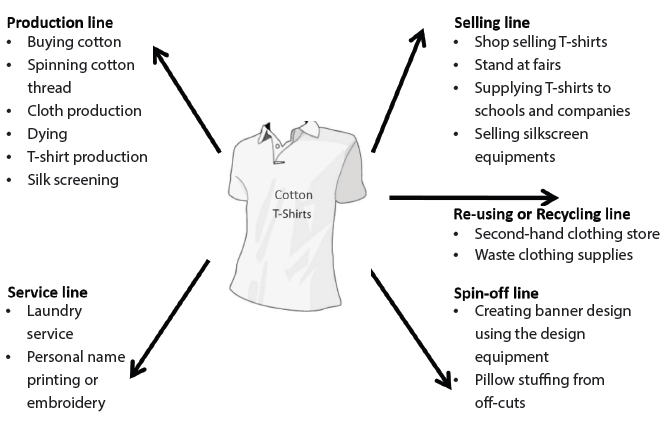 Production line
• Buying cotton
• Spinning cotton
thread
• Cloth production
• Dying
• T-shirt production
• Silk screening
Selling line
• Shop selling T-shirts
• Stand at fairs
• Supplying T-shirts to
schools and companies
• Selling silkscreen
equipments
Cotton
T-Shirts
Re-using or Recycling line
• Second-hand clothing store
• Waste clothing supplies
Service line
• Laundry
service
• Personal name
printing or
embroidery
Spin-off line
• Creating banner design
using the design
equipment
• Pillow stuffing from
off-cuts